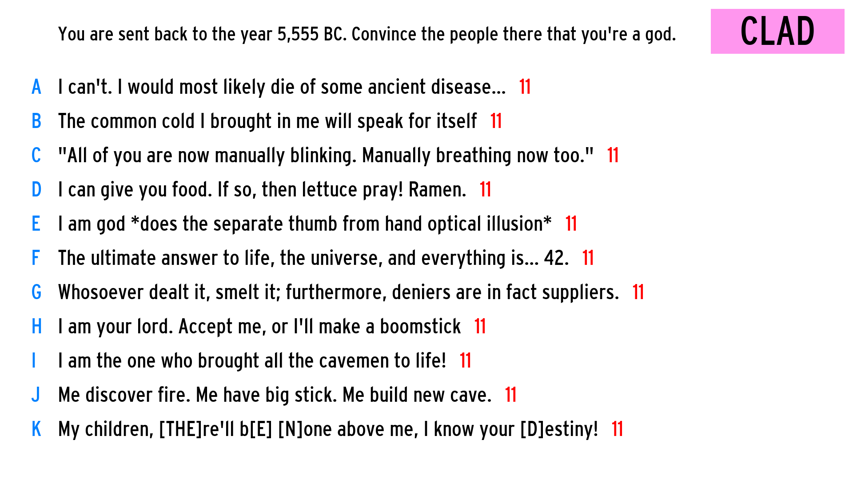 You are sent back to the year 5,555 BC. Convince the people there that you're a god.
CLAD
A I can't. I would most likely die of some ancient disease... 11
B The common cold I brought in me will speak for itself 11
C "All of you are now manually blinking. Manually breathing now too." 11
D I can give you food. If so, then lettuce pray! Ramen. 11
E I am god *does the separate thumb from hand optical illusion* 11
F The ultimate answer to life, the universe, and everything is... 42. 11
G Whosoever dealt it, smelt it; furthermore, deniers are in fact suppliers. 11
H I am your lord. Accept me, or I'll make a boomstick 11
I I am the one who brought all the cavemen to life! 11
J Me discover fire. Me have big stick. Me build new cave. 11
K My children, [THE]re'll b[E] [N]one above me, I know your [D]estiny! 11